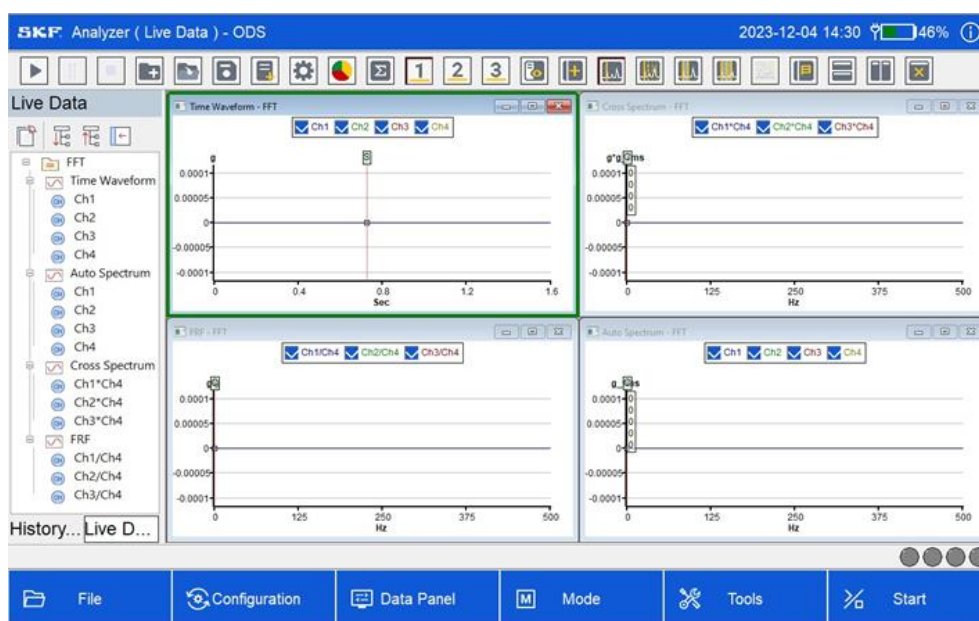 SKF Analyzer ( Live Data ) - ODS 2023-12-04 14:30 46%
1 2 3
Live Data
FFT
Time Waveform
Ch1
Ch2
Ch3
Ch4
Auto Spectrum
Ch1
Ch2
Ch3
Ch4
Cross Spectrum
Ch1*Ch4
Ch2*Ch4
Ch3*Ch4
FRF
Ch1/Ch4
Ch2/Ch4
Ch3/Ch4
History... Live D...
Time Waveform - FFT
Ch1 Ch2 Ch3 Ch4
g S
0.0001
0.00005
0
-0.00005
-0.0001
0 0.4 0.8 1.2 1.6
Sec
Cross Spectrum - FFT
Ch1*Ch4 Ch2*Ch4 Ch3*Ch4
0.0001
0.00005
0
-0.00005
-0.0001
0 125 250 375 500
Hz
FRF - FFT
Ch1/Ch4 Ch2/Ch4 Ch3/Ch4
0.0001
0.00005
0
-0.00005
-0.0001
0 125 250 375 500
Hz
Auto Spectrum - FFT
Ch1 Ch2 Ch3 Ch4
0.0001
0.00005
0
-0.00005
-0.0001
0 125 250 375 500
Hz
File Configuration Data Panel M Mode Tools Start